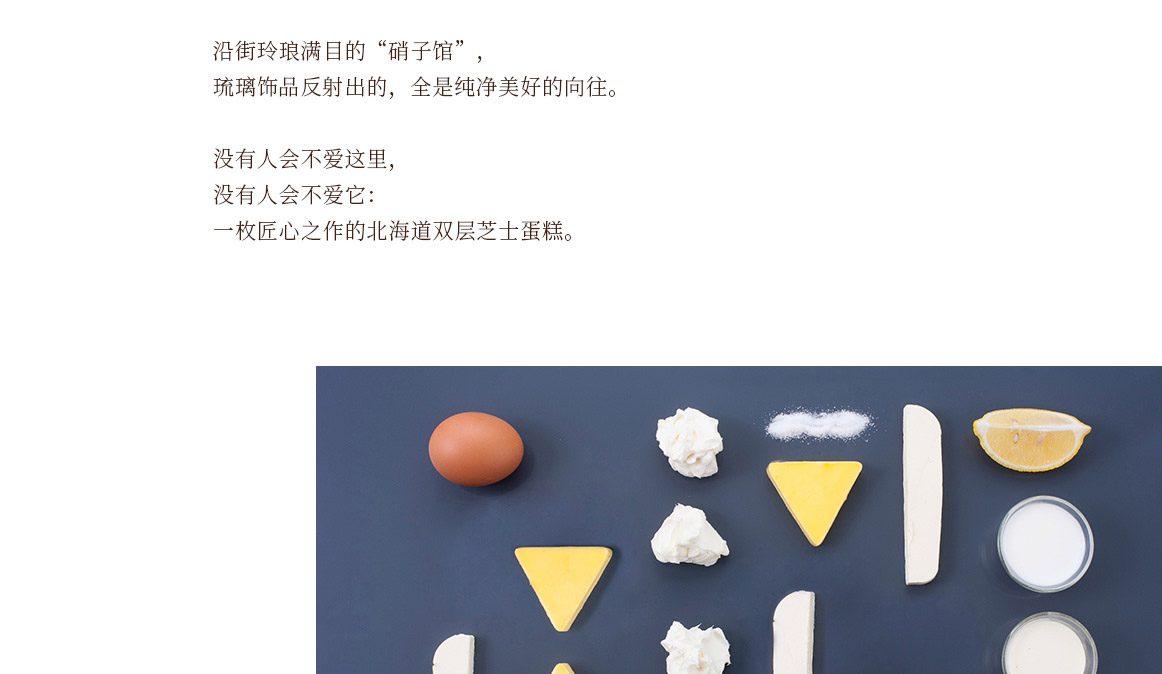 沿街玲琅满目的“硝子馆”，
琉璃饰品反射出的，全是纯净美好的向往。
没有人会不爱这里，
没有人会不爱它：
一枚匠心之作的北海道双层芝士蛋糕。